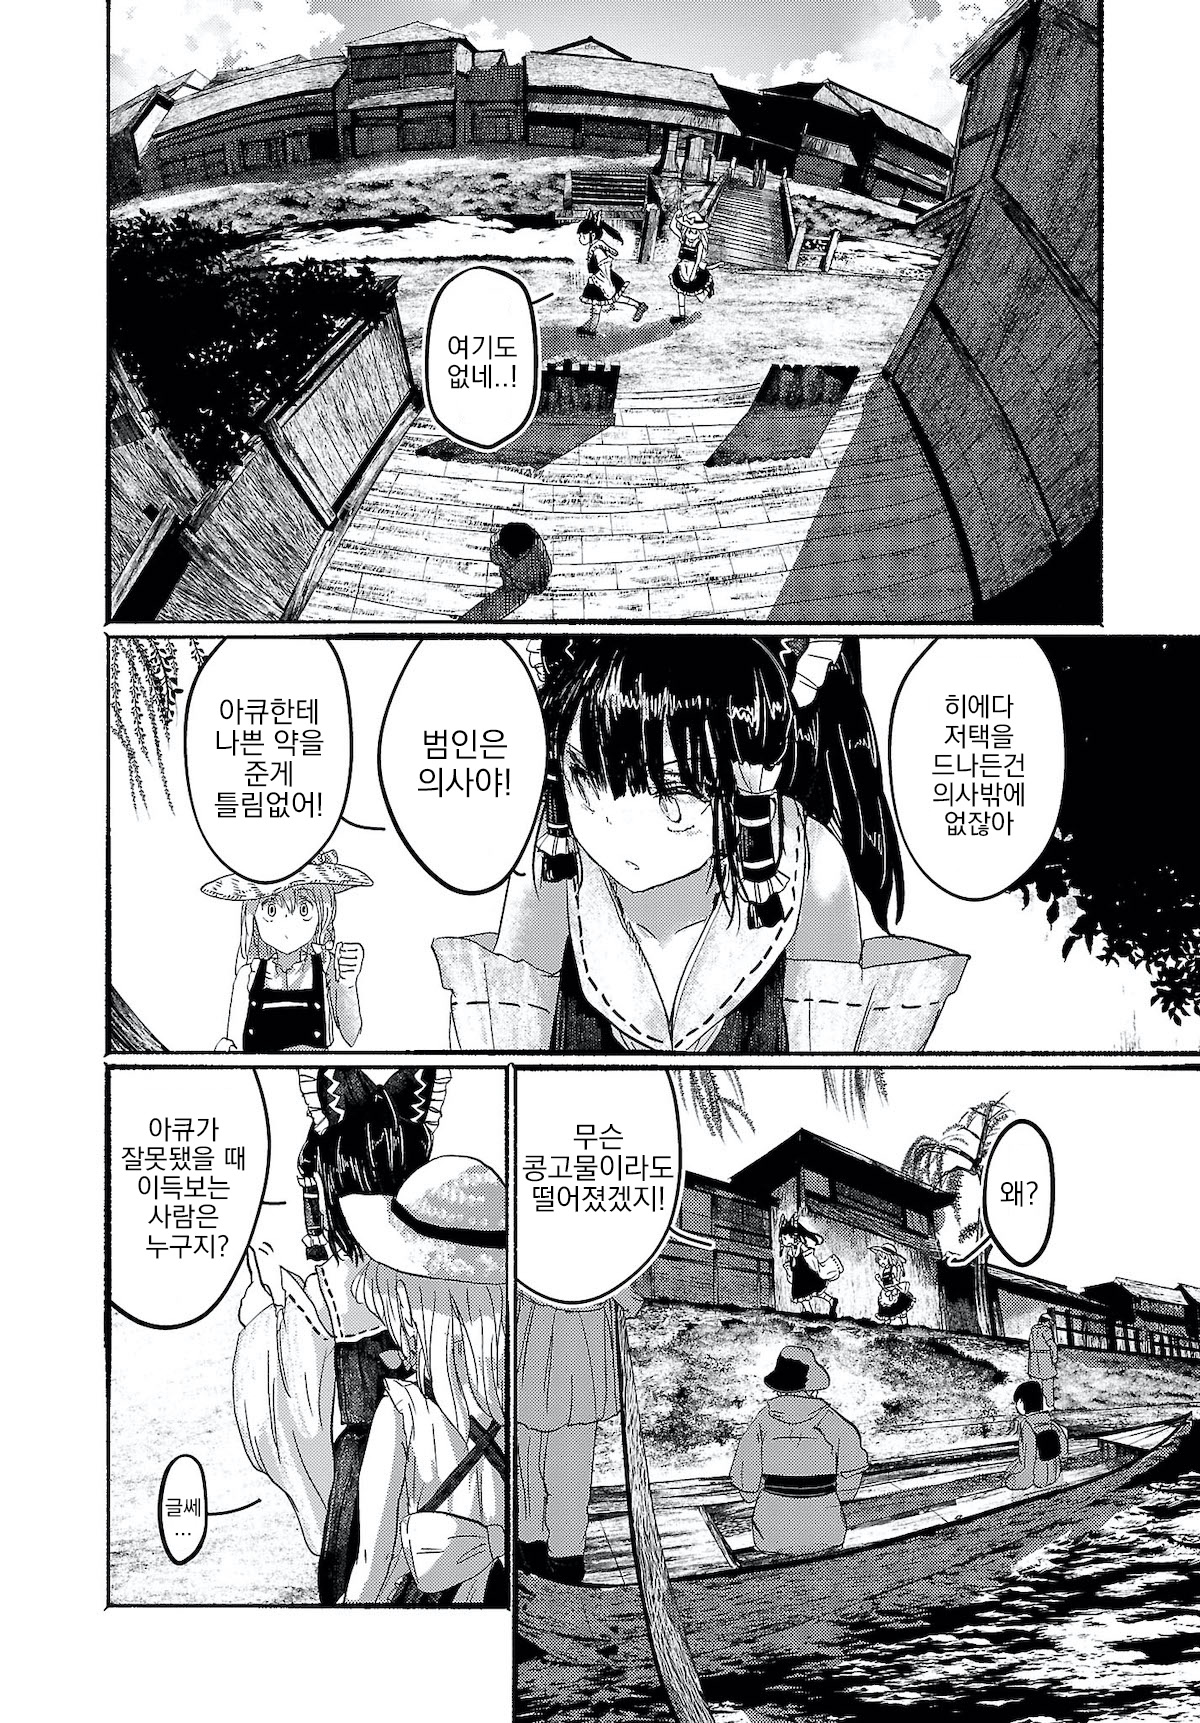 여기도
없네..!
히에다
저택을
드나든건
의사밖에
없잖아
범인은
의사야!
아큐한테
나쁜 약을
준게
틀림없어!
왜?
무슨
콩고물이라도
떨어졌겠지!
아큐가
잘못됐을 때
이득보는
사람은
누구지?
글쎄
...